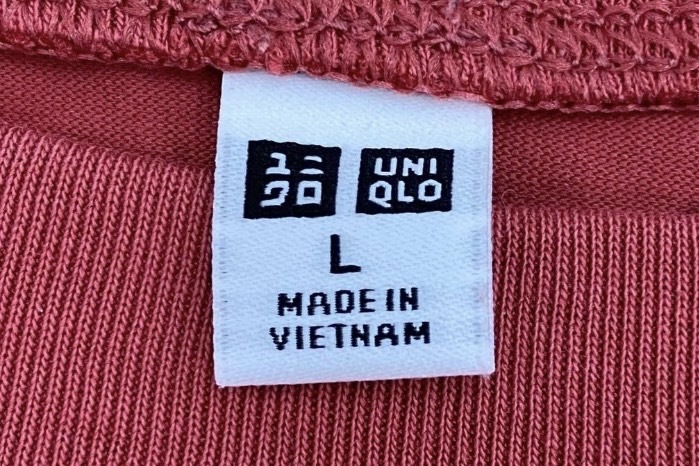 ユニ UNI
クロ QLO
L
MADE IN
VIETNAM